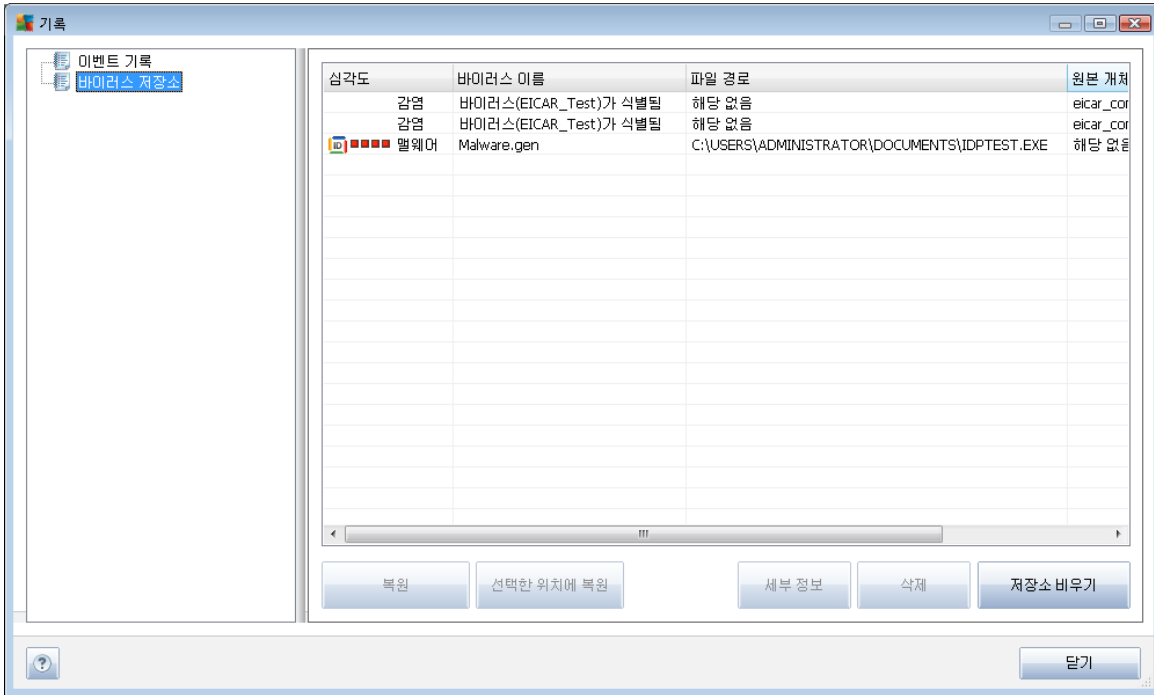 기록
이벤트 기록
바이러스 저장소
심각도 바이러스 이름 파일 경로 원본 개체
감염 바이러스(EICAR_Test)가 식별됨 해당 없음 eicar_cor
감염 바이러스(EICAR_Test)가 식별됨 해당 없음 eicar_cor
ID 맬웨어 Malware.gen C:\USERS\ADMINISTRATOR\DOCUMENTS\IDPTEST.EXE 해당 없음
복원 선택한 위치에 복원 세부 정보 삭제 저장소 비우기
? 닫기